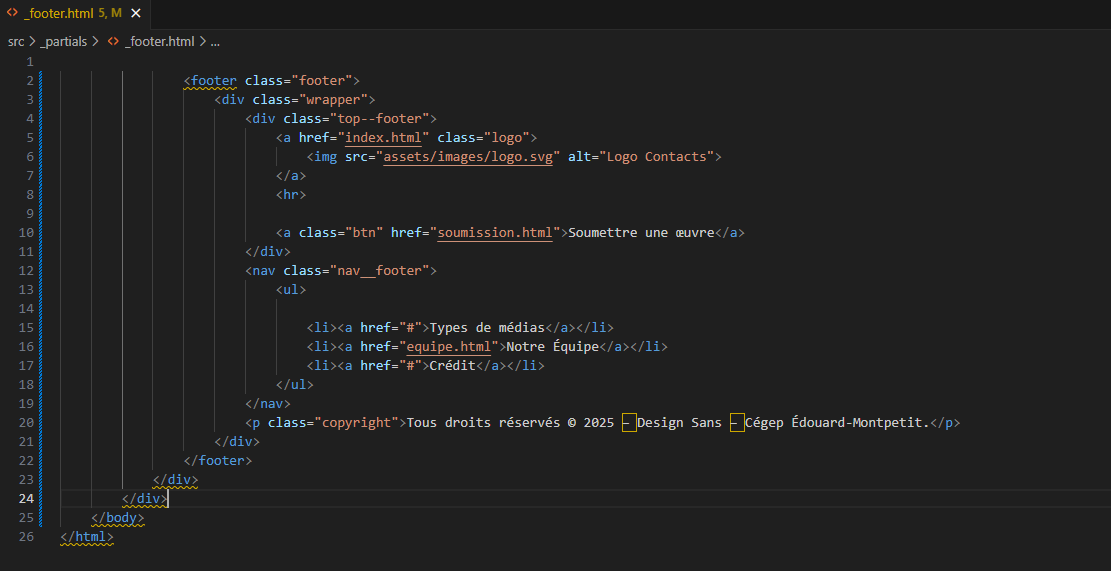 _footer.html 5, M
src > _partials > _footer.html > ...
1
2 <footer class="footer">
3 <div class="wrapper">
4 <div class="top--footer">
5 <a href="index.html" class="logo">
6 <img src="assets/images/logo.svg" alt="Logo Contacts">
7 </a>
8 <hr>
9
10 <a class="btn" href="soumission.html">Soumettre une œuvre</a>
11 </div>
12 <nav class="nav__footer">
13 <ul>
14
15 <li><a href="#">Types de médias</a></li>
16 <li><a href="equipe.html">Notre Équipe</a></li>
17 <li><a href="#">Crédit</a></li>
18 </ul>
19 </nav>
20 <p class="copyright">Tous droits réservés © 2025 – Design Sans – Cégep Édouard-Montpetit.</p>
21 </div>
22 </footer>
23 </div>
24 </div>
25 </body>
26 </html>